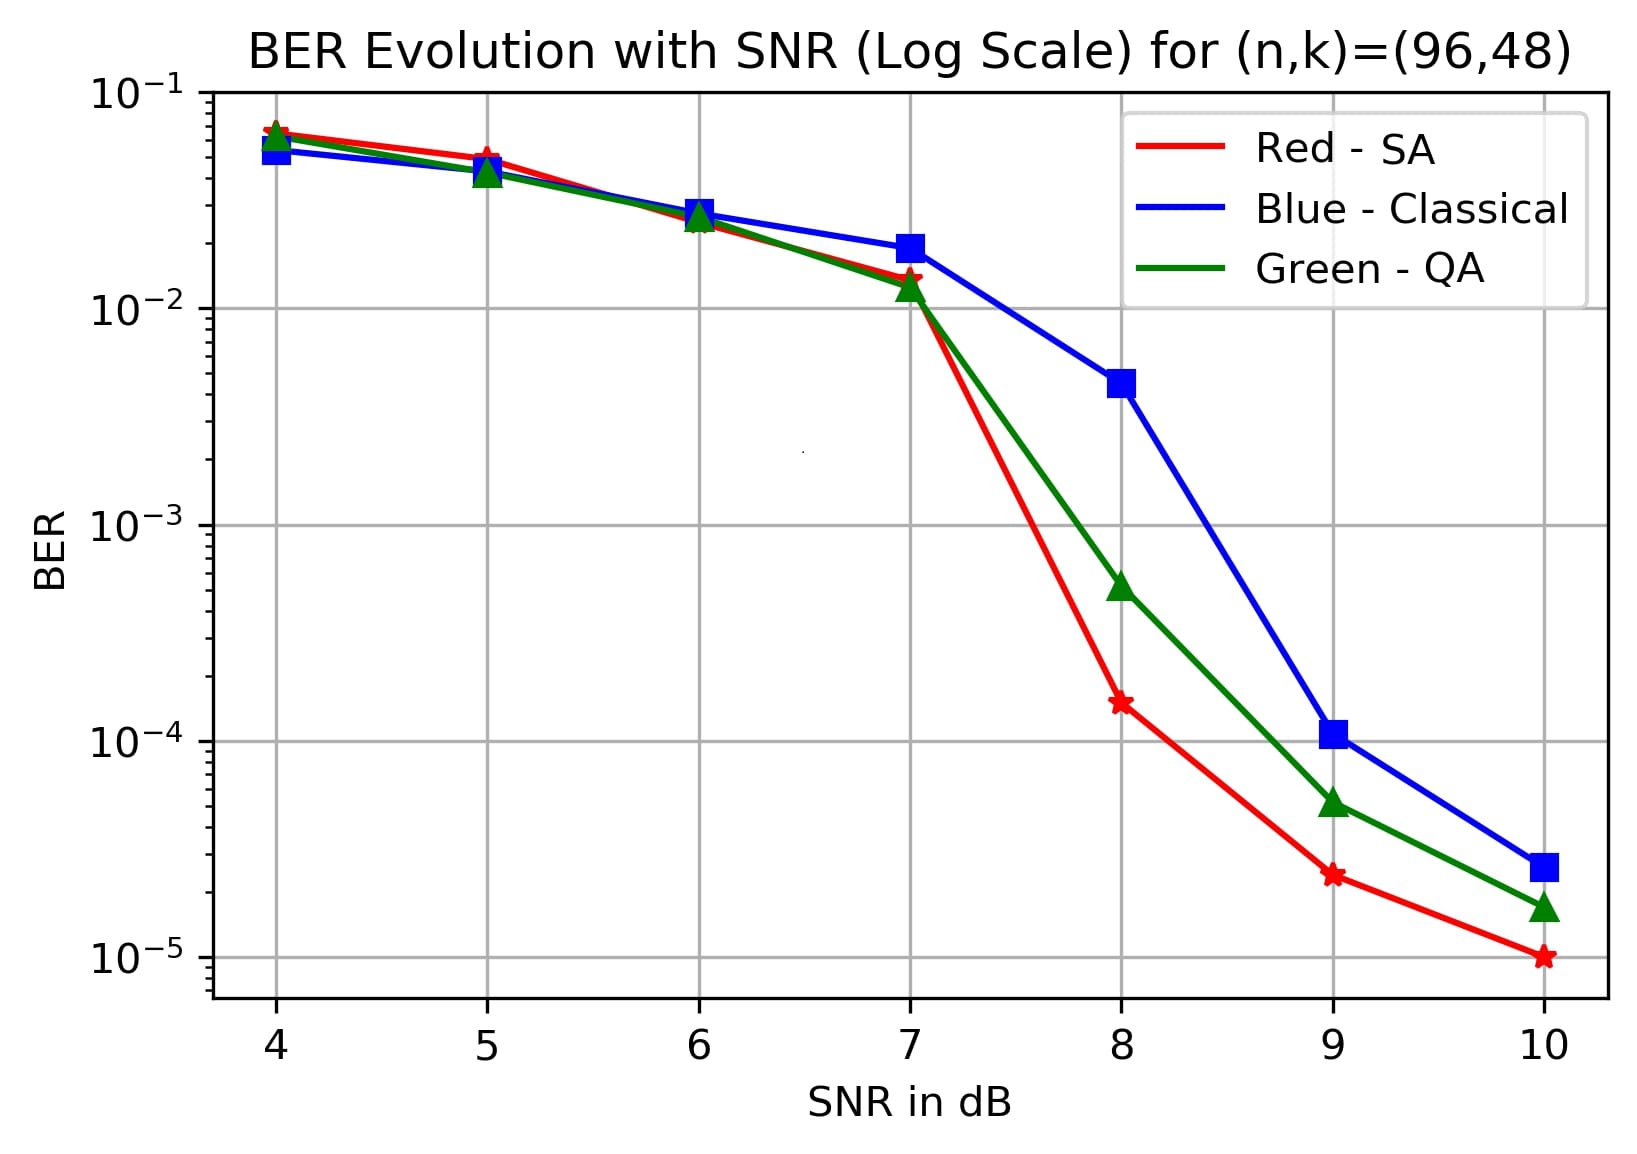 BER Evolution with SNR (Log Scale) for (n,k)=(96,48)
10⁻¹
10⁻²
10⁻³
10⁻⁴
10⁻⁵
BER
Red - SA
Blue - Classical
Green - QA
4 5 6 7 8 9 10
SNR in dB